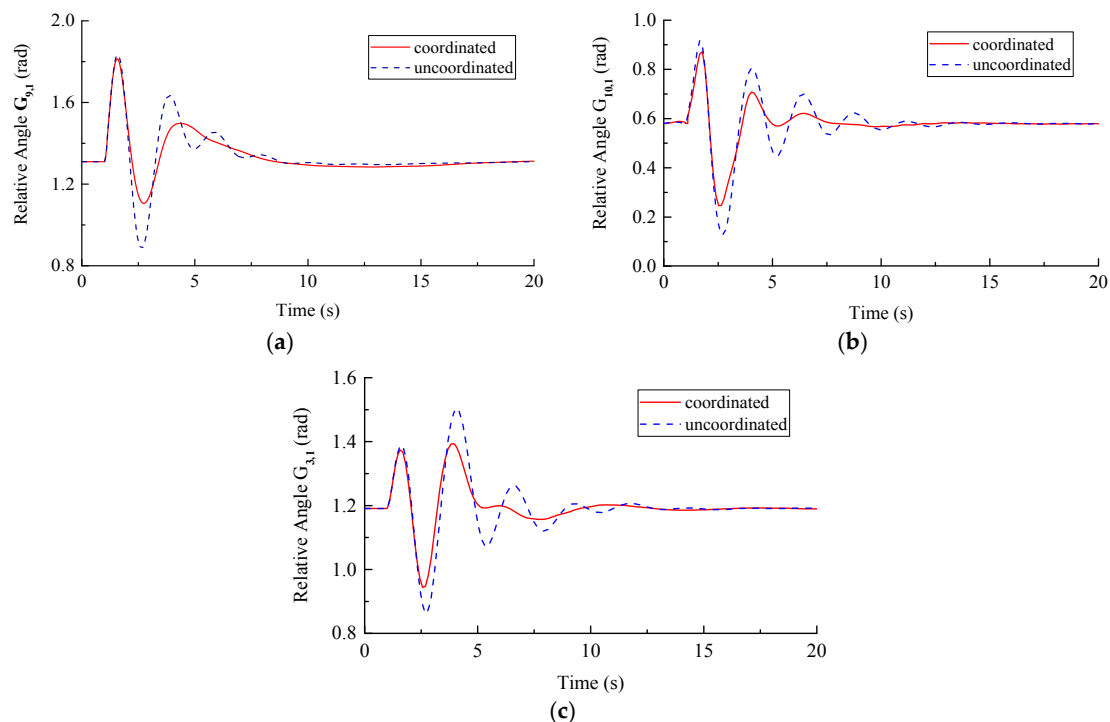 2.0
1.6
1.2
0.8
Relative Angle G9,1 (rad)
coordinated
uncoordinated
0 5 10 15 20
Time (s)
(a)
1.0
0.8
0.6
0.4
0.2
0.0
Relative Angle G10,1 (rad)
coordinated
uncoordinated
0 5 10 15 20
Time (s)
(b)
1.6
1.4
1.2
1.0
0.8
Relative Angle G3,1 (rad)
coordinated
uncoordinated
0 5 10 15 20
Time (s)
(c)